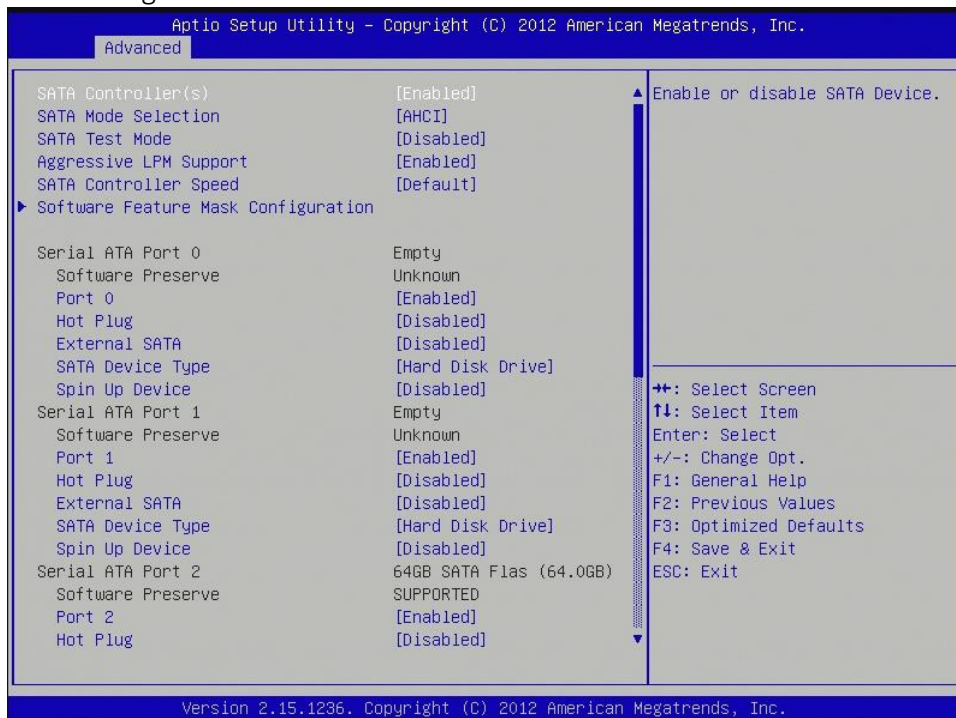 Aptio Setup Utility – Copyright (C) 2012 American Megatrends, Inc.
Advanced
SATA Controller(s) [Enabled]
SATA Mode Selection [AHCI]
SATA Test Mode [Disabled]
Aggressive LPM Support [Enabled]
SATA Controller Speed [Default]
Software Feature Mask Configuration
Serial ATA Port 0 Empty
Software Preserve Unknown
Port 0 [Enabled]
Hot Plug [Disabled]
External SATA [Disabled]
SATA Device Type [Hard Disk Drive]
Spin Up Device [Disabled]
Serial ATA Port 1 Empty
Software Preserve Unknown
Port 1 [Enabled]
Hot Plug [Disabled]
External SATA [Disabled]
SATA Device Type [Hard Disk Drive]
Spin Up Device [Disabled]
Serial ATA Port 2 64GB SATA Flas (64.0GB)
Software Preserve SUPPORTED
Port 2 [Enabled]
Hot Plug [Disabled]
Enable or disable SATA Device.
→←: Select Screen
↑↓: Select Item
Enter: Select
+/-: Change Opt.
F1: General Help
F2: Previous Values
F3: Optimized Defaults
F4: Save & Exit
ESC: Exit
Version 2.15.1236. Copyright (C) 2012 American Megatrends, Inc.